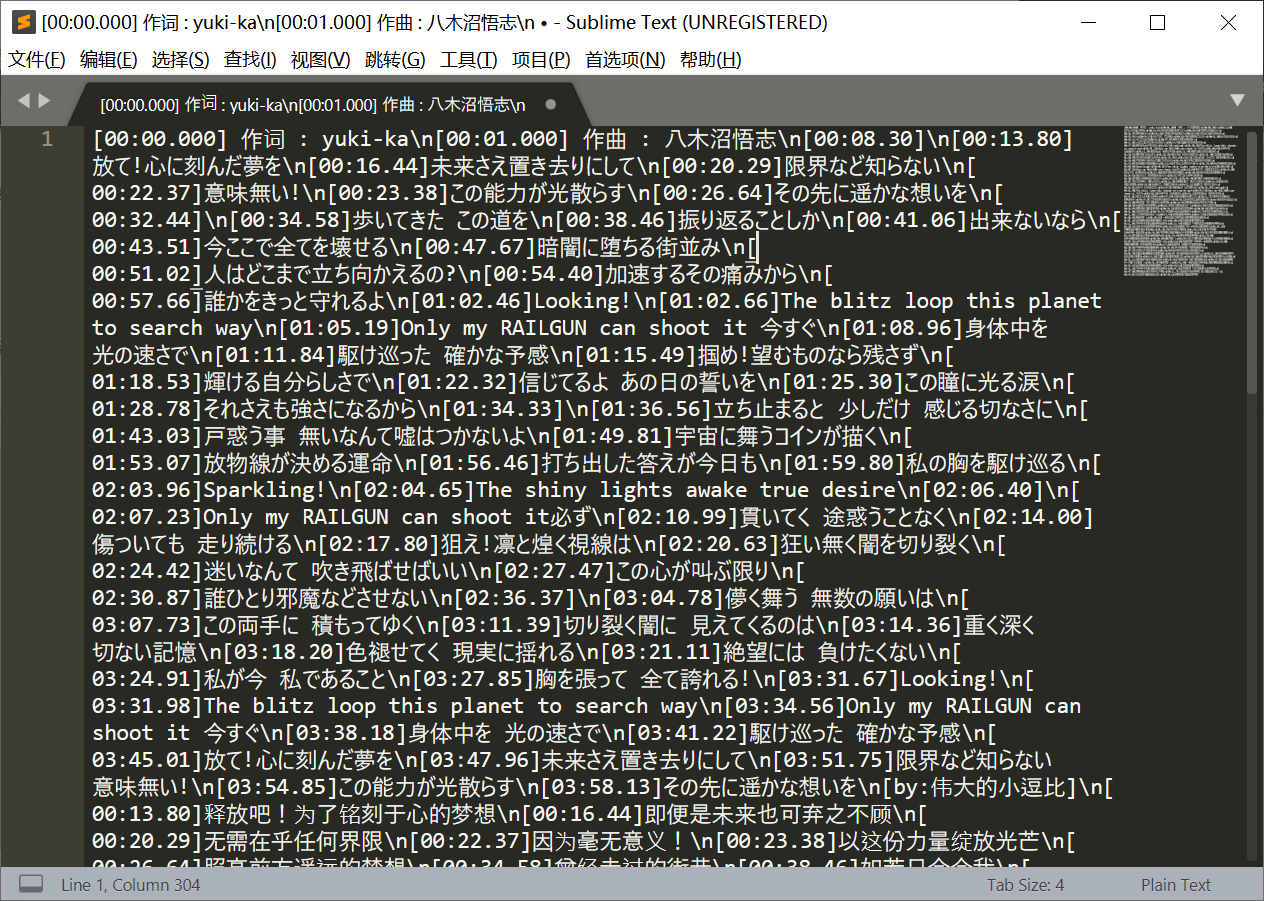 [00:00.000] 作词 : yuki-ka\n[00:01.000] 作曲 : 八木沼悟志\n • - Sublime Text (UNREGISTERED)
文件(F) 编辑(E) 选择(S) 查找(I) 视图(V) 跳转(G) 工具(T) 项目(P) 首选项(N) 帮助(H)
[00:00.000] 作词 : yuki-ka\n[00:01.000] 作曲 : 八木沼悟志\n
1
[00:00.000] 作词 : yuki-ka\n[00:01.000] 作曲 : 八木沼悟志\n[00:08.30]\n[00:13.80]
放て!心に刻んだ夢を\n[00:16.44]未来さえ置き去りにして\n[00:20.29]限界など知らない\n[
00:22.37]意味無い!\n[00:23.38]この能力が光散らす\n[00:26.64]その先に遥かな想いを\n[
00:32.44]\n[00:34.58]歩いてきた この道を\n[00:38.46]振り返ることしか\n[00:41.06]出来ないなら\n[
00:43.51]今ここで全てを壊せる\n[00:47.67]暗闇に堕ちる街並み\n[
00:51.02]人はどこまで立ち向かえるの?\n[00:54.40]加速するその痛みから\n[
00:57.66]誰かをきっと守れるよ\n[01:02.46]Looking!\n[01:02.66]The blitz loop this planet
to search way\n[01:05.19]Only my RAILGUN can shoot it 今すぐ\n[01:08.96]身体中を
光の速さで\n[01:11.84]駆け巡った 確かな予感\n[01:15.49]掴め!望むものなら残さず\n[
01:18.53]輝ける自分らしさで\n[01:22.32]信じてるよ あの日の誓いを\n[01:25.30]この瞳に光る涙\n[
01:28.78]それさえも強さになるから\n[01:34.33]\n[01:36.56]立ち止まると 少しだけ 感じる切なさに\n[
01:43.03]戸惑う事 無いなんて嘘はつかないよ\n[01:49.81]宇宙に舞うコインが描く\n[
01:53.07]放物線が決める運命\n[01:56.46]打ち出した答えが今日も\n[01:59.80]私の胸を駆け巡る\n[
02:03.96]Sparkling!\n[02:04.65]The shiny lights awake true desire\n[02:06.40]\n[
02:07.23]Only my RAILGUN can shoot it必ず\n[02:10.99]貫いてく 途惑うことなく\n[02:14.00]
傷ついても 走り続ける\n[02:17.80]狙え!凛と煌く視線は\n[02:20.63]狂い無く闇を切り裂く\n[
02:24.42]迷いなんて 吹き飛ばせばいい\n[02:27.47]この心が叫ぶ限り\n[
02:30.87]誰ひとり邪魔などさせない\n[02:36.37]\n[03:04.78]儚く舞う 無数の願いは\n[
03:07.73]この両手に 積もってゆく\n[03:11.39]切り裂く闇に 見えてくるのは\n[03:14.36]重く深く
切ない記憶\n[03:18.20]色褪せてく 現実に揺れる\n[03:21.11]絶望には 負けたくない\n[
03:24.91]私が今 私であること\n[03:27.85]胸を張って 全て誇れる!\n[03:31.67]Looking!\n[
03:31.98]The blitz loop this planet to search way\n[03:34.56]Only my RAILGUN can
shoot it 今すぐ\n[03:38.18]身体中を 光の速さで\n[03:41.22]駆け巡った 確かな予感\n[
03:45.01]放て!心に刻んだ夢を\n[03:47.96]未来さえ置き去りにして\n[03:51.75]限界など知らない
意味無い!\n[03:54.85]この能力が光散らす\n[03:58.13]その先に遥かな想いを\n[by:伟大的小逗比]\n[
00:13.80]释放吧！为了铭刻于心的梦想\n[00:16.44]即便是未来也可弃之不顾\n[
00:20.29]无需在乎任何界限\n[00:22.37]因为毫无意义！\n[00:23.38]以这份力量绽放光芒\n[
00:26.64]照亮前方遥远的梦想\n[00:34.58]曾经走过的街巷\n[00:38.46]如若只会令我\n[
Line 1, Column 304
Tab Size: 4
Plain Text